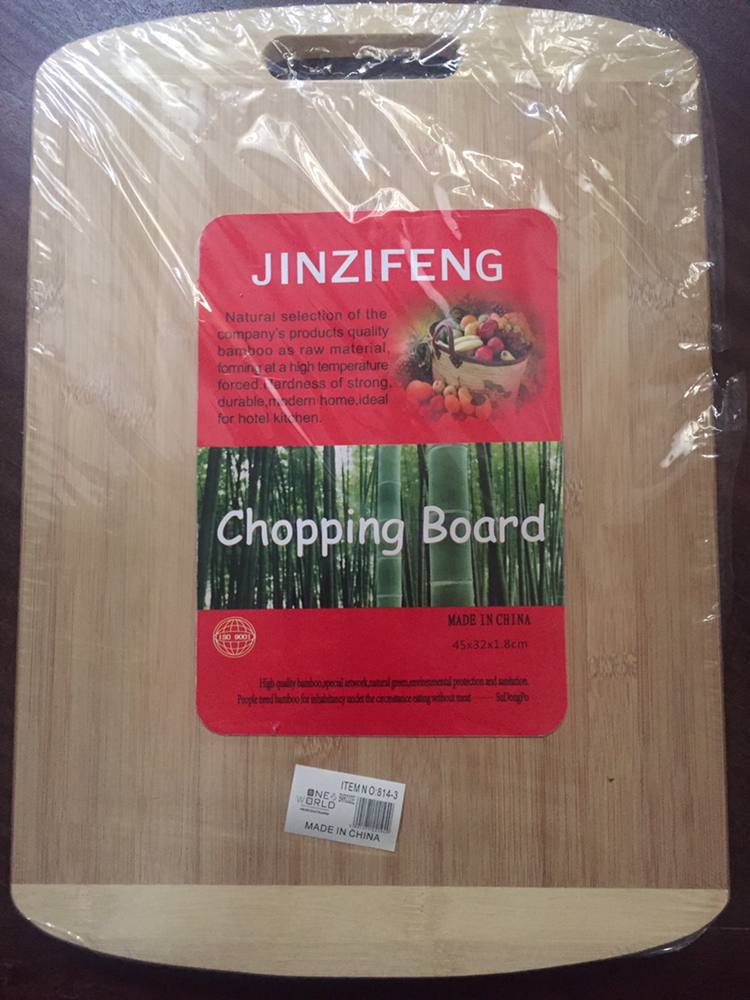 JINZIFENG
Natural selection of the
company's products quality
bamboo as raw material,
forming at a high temperature
forced.Hardness of strong,
durable,modern home,ideal
for hotel kitchen.
Chopping Board
ISO 9001
MADE IN CHINA
45x32x1.8cm
High quality bamboo,special artwork,natural green,environmental protection and sanitation.
People need bamboo for inhabitancy under the circumstance eating without meat —— SuDongPo
ITEM NO:814-3
ONE
WORLD
MADE IN CHINA